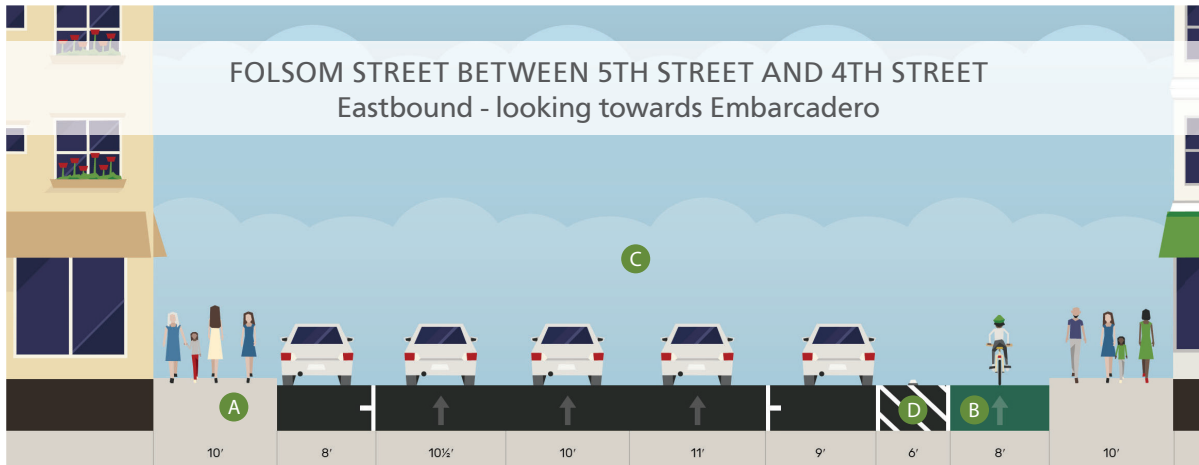 FOLSOM STREET BETWEEN 5TH STREET AND 4TH STREET
Eastbound - looking towards Embarcadero
C
A
D
B
10′ 8′ 10½′ 10′ 11′ 9′ 6′ 8′ 10′